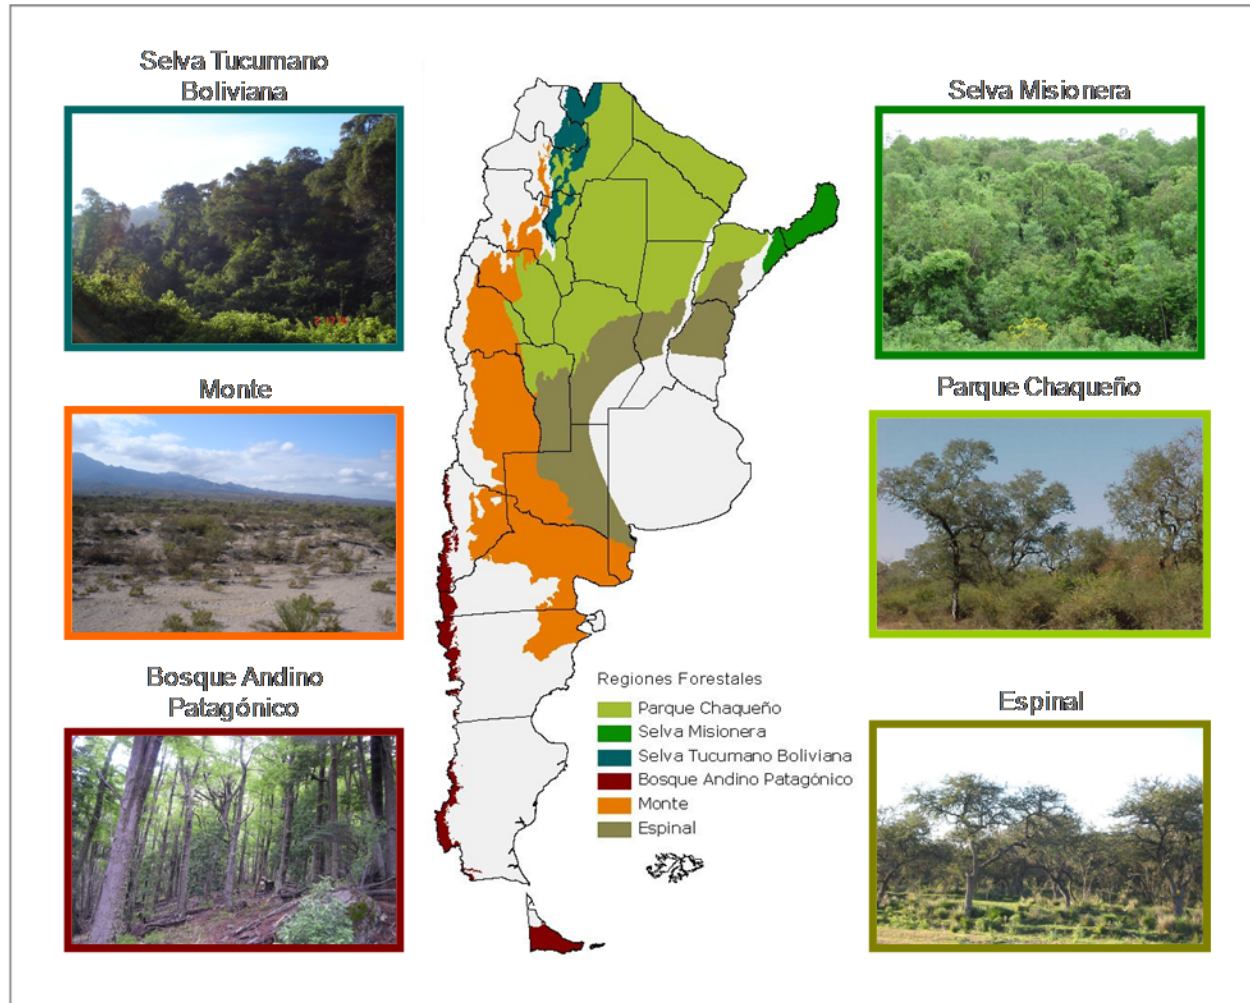 Selva Tucumano
Boliviana
Selva Misionera
Monte
Parque Chaqueño
Bosque Andino
Patagónico
Espinal
Regiones Forestales
Parque Chaqueño
Selva Misionera
Selva Tucumano Boliviana
Bosque Andino Patagónico
Monte
Espinal